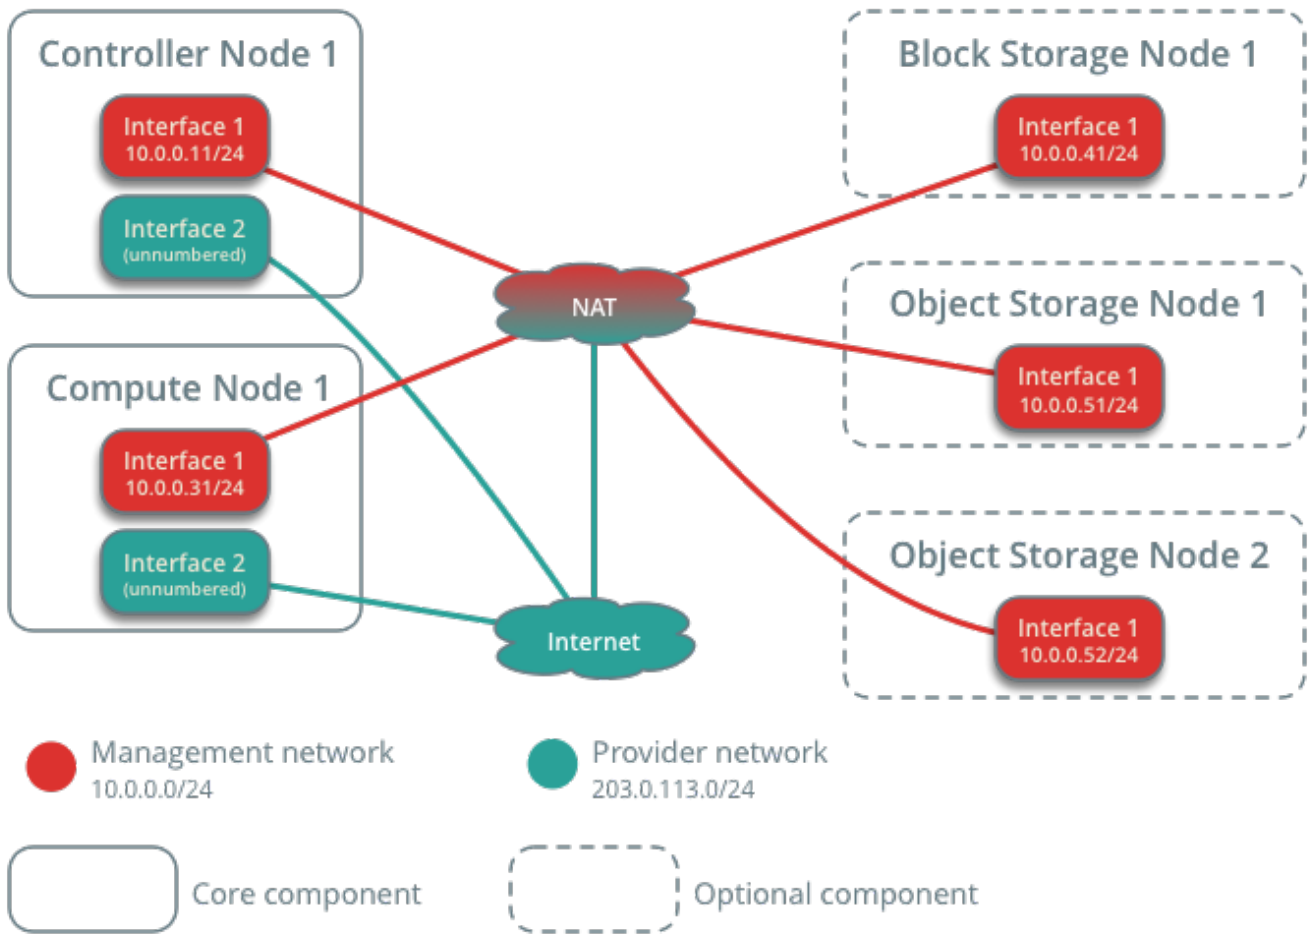 Controller Node 1
Interface 1
10.0.0.11/24
Interface 2
(unnumbered)
Compute Node 1
Interface 1
10.0.0.31/24
Interface 2
(unnumbered)
NAT
Internet
Block Storage Node 1
Interface 1
10.0.0.41/24
Object Storage Node 1
Interface 1
10.0.0.51/24
Object Storage Node 2
Interface 1
10.0.0.52/24
Management network
10.0.0.0/24
Provider network
203.0.113.0/24
Core component
Optional component